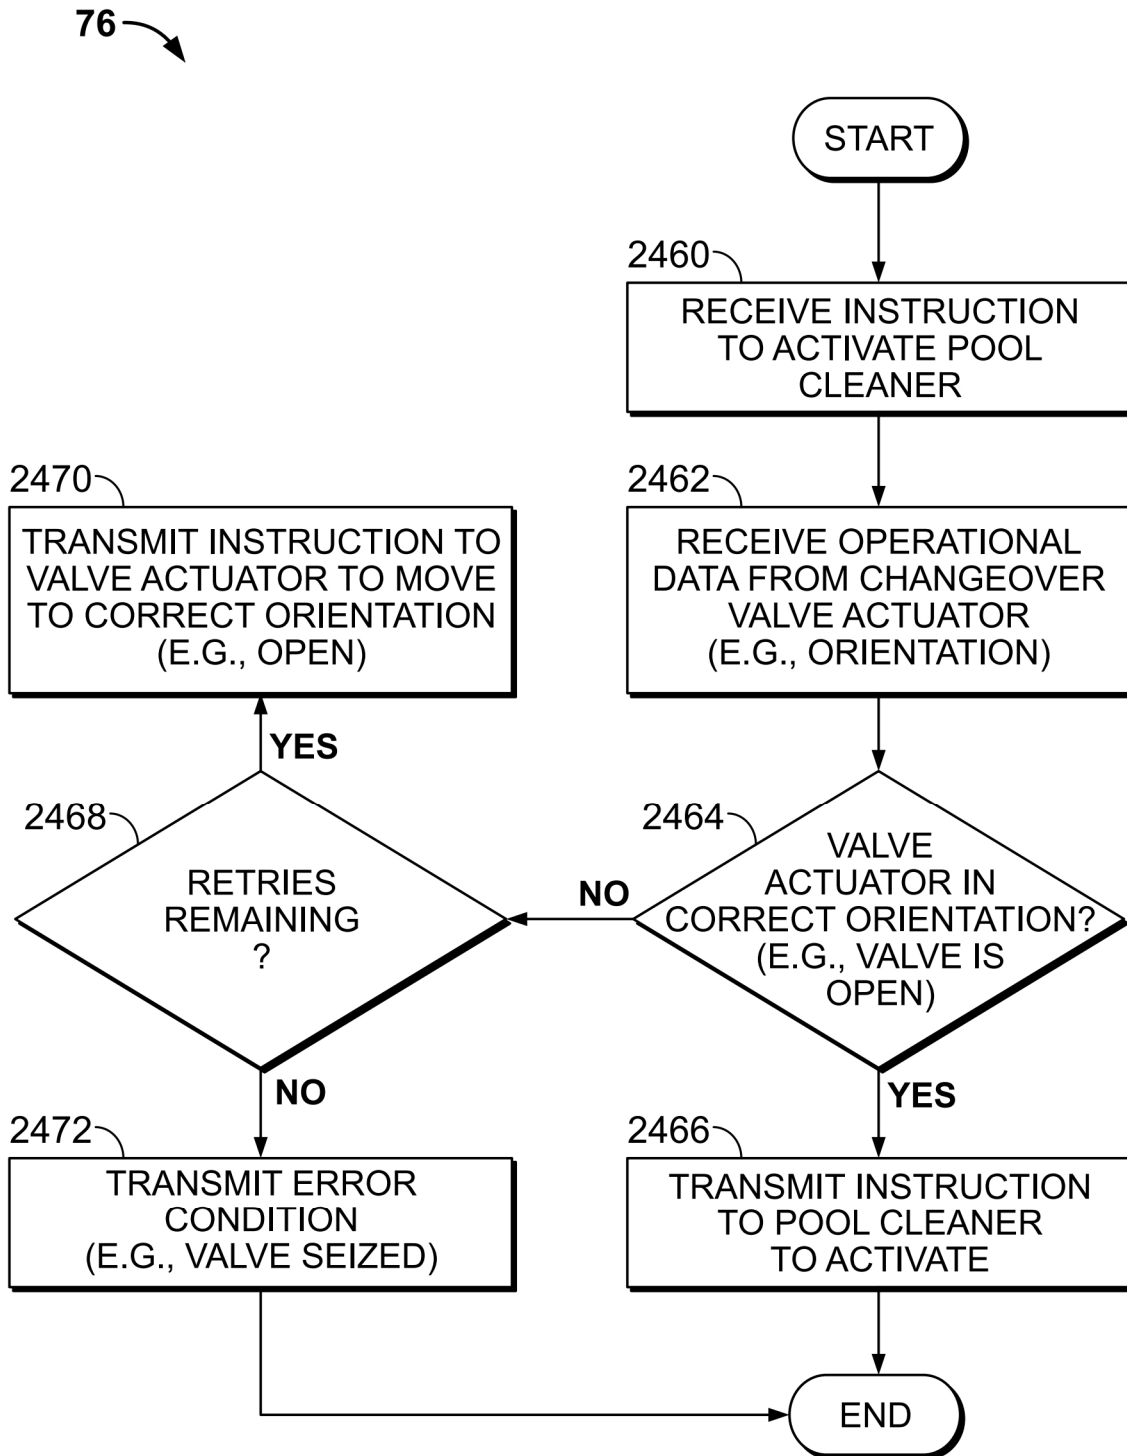 76
START
2460
RECEIVE INSTRUCTION
TO ACTIVATE POOL
CLEANER
2470
TRANSMIT INSTRUCTION TO
VALVE ACTUATOR TO MOVE
TO CORRECT ORIENTATION
(E.G., OPEN)
2462
RECEIVE OPERATIONAL
DATA FROM CHANGEOVER
VALVE ACTUATOR
(E.G., ORIENTATION)
YES
2468
RETRIES
REMAINING
?
NO
2464
VALVE
ACTUATOR IN
CORRECT ORIENTATION?
(E.G., VALVE IS
OPEN)
NO
YES
2472
TRANSMIT ERROR
CONDITION
(E.G., VALVE SEIZED)
2466
TRANSMIT INSTRUCTION
TO POOL CLEANER
TO ACTIVATE
END